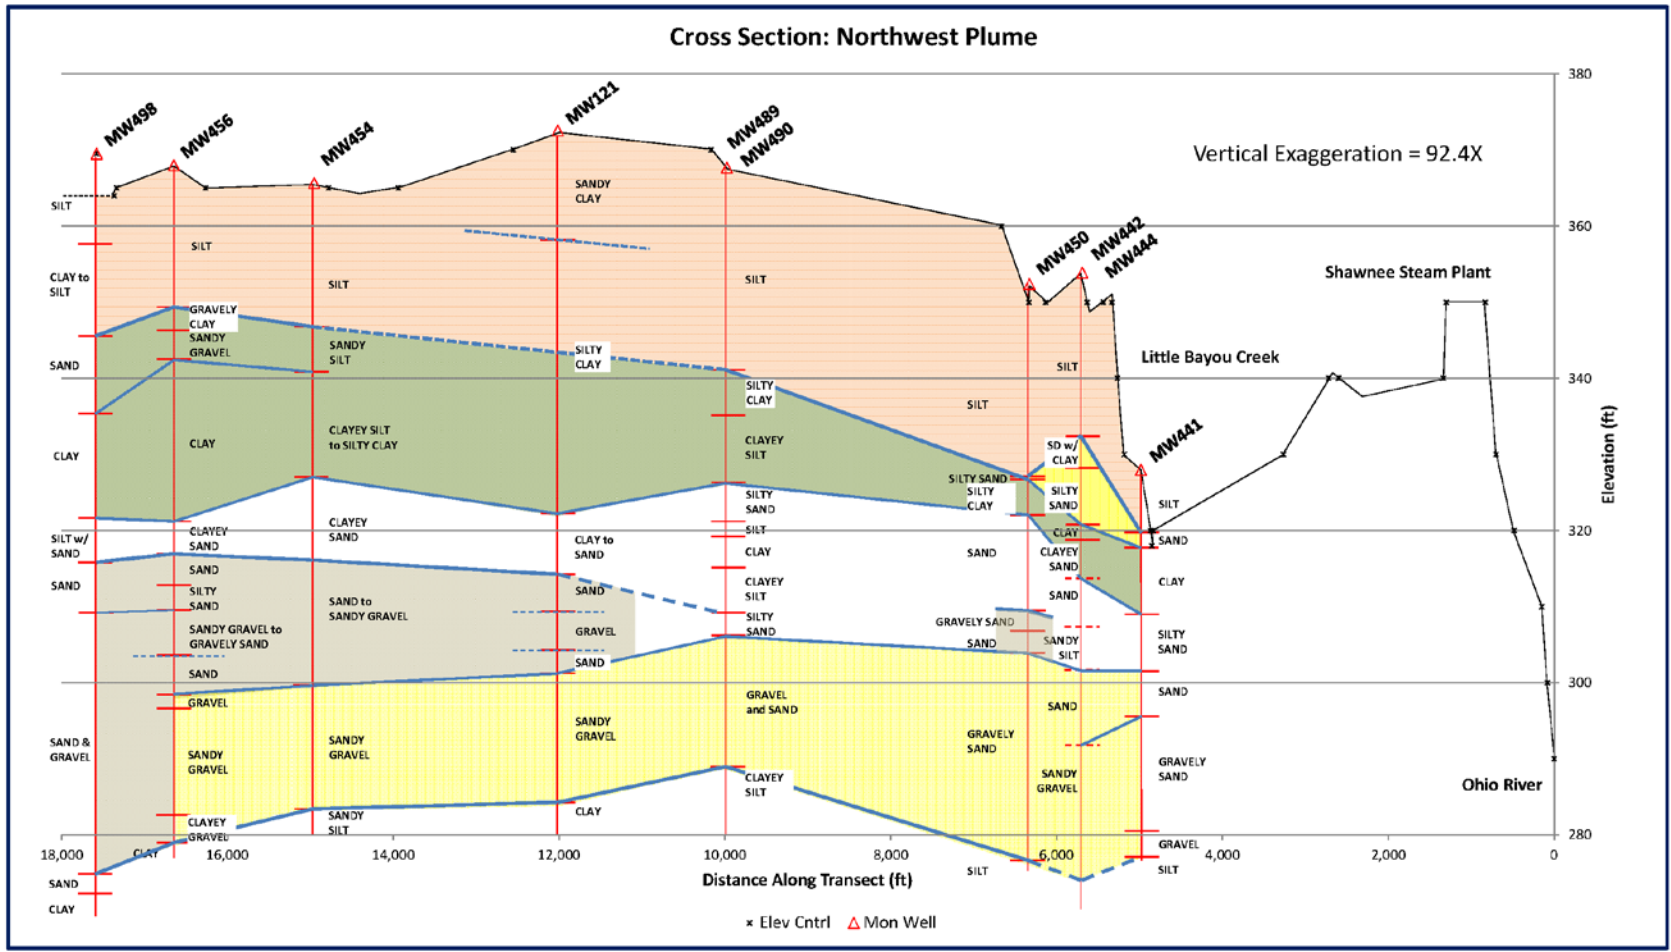 Cross Section: Northwest Plume
380
MW498
MW456
MW454
MW121
MW489
MW490
Vertical Exaggeration = 92.4X
SANDY
CLAY
SILT
360
SILT
MW450
MW442
MW444
Shawnee Steam Plant
CLAY to
SILT
SILT
SILT
GRAVELY
CLAY
SANDY
GRAVEL
SANDY
SILT
SILTY
CLAY
SAND
SILT
Little Bayou Creek
340
SILTY
CLAY
SILT
MW441
Elevation (ft)
CLAY
CLAY
CLAYEY SILT
to SILTY CLAY
CLAYEY
SILT
SD w/
CLAY
SILTY SAND
SILTY
CLAY
SILTY
SAND
SILTY
SAND
SILT
320
SILT w/
SAND
CLAYEY
SAND
CLAYEY
SAND
CLAY to
SAND
SILT
CLAY
SAND
CLAY
CLAYEY
SAND
SAND
SAND
SAND
SILTY
SAND
SAND to
SANDY GRAVEL
SAND
CLAYEY
SILT
SAND
CLAY
SANDY GRAVEL to
GRAVELY SAND
GRAVEL
SILTY
SAND
GRAVELY SAND
SAND
SANDY
SILT
SILTY
SAND
SAND
SAND
300
GRAVEL
GRAVEL
and SAND
SAND
SAND
SAND &
GRAVEL
SANDY
GRAVEL
SANDY
GRAVEL
SANDY
GRAVEL
GRAVELY
SAND
SANDY
GRAVEL
GRAVELY
SAND
Ohio River
CLAYEY
GRAVEL
SANDY
SILT
CLAY
CLAYEY
SILT
280
GRAVEL
CLAY
18,000
16,000
14,000
12,000
10,000
8,000
6,000
4,000
2,000
0
SAND
CLAY
SILT
SILT
Distance Along Transect (ft)
Elev Cntrl
Mon Well